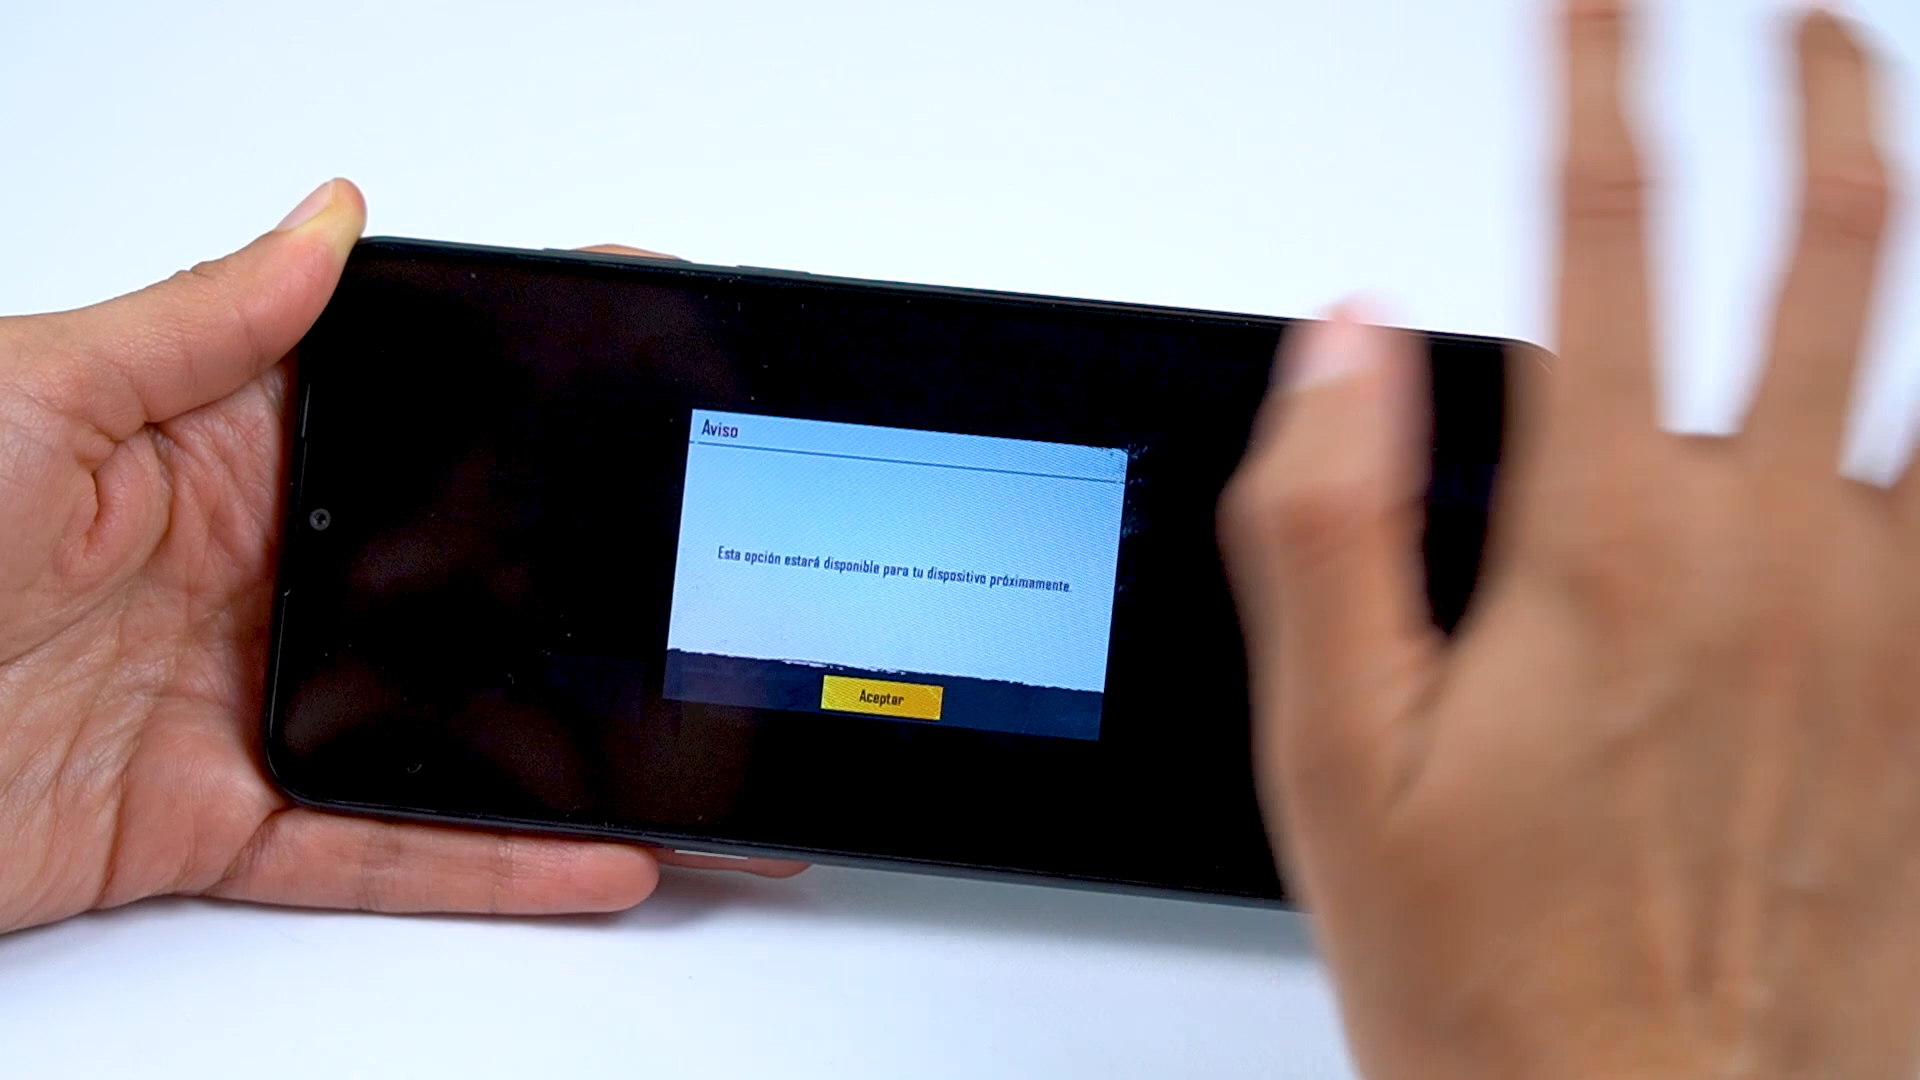 Aviso
Esta opción estará disponible para tu dispositivo próximamente.
Aceptar